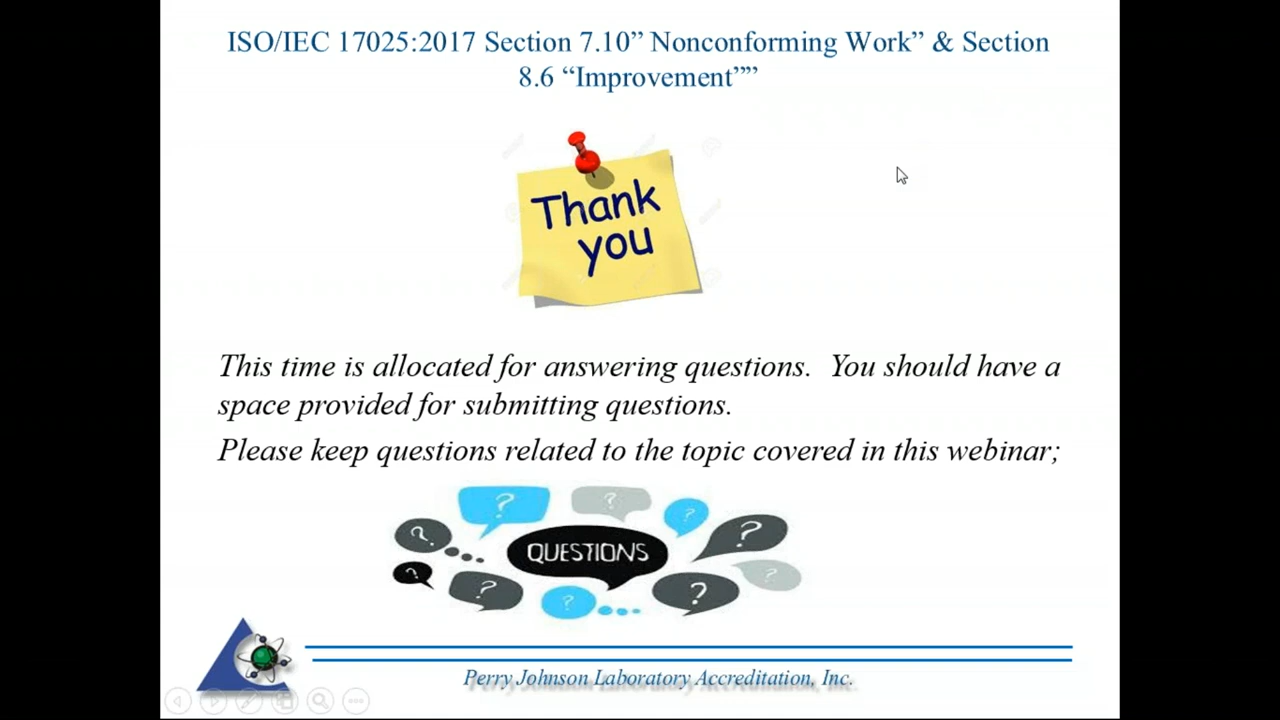 ISO/IEC 17025:2017 Section 7.10” Nonconforming Work” & Section
8.6 “Improvement””
Thank
you
This time is allocated for answering questions.  You should have a
space provided for submitting questions.
Please keep questions related to the topic covered in this webinar;
?
?
?
?
?
QUESTIONS
?
?
?
?
?
Perry Johnson Laboratory Accreditation, Inc.